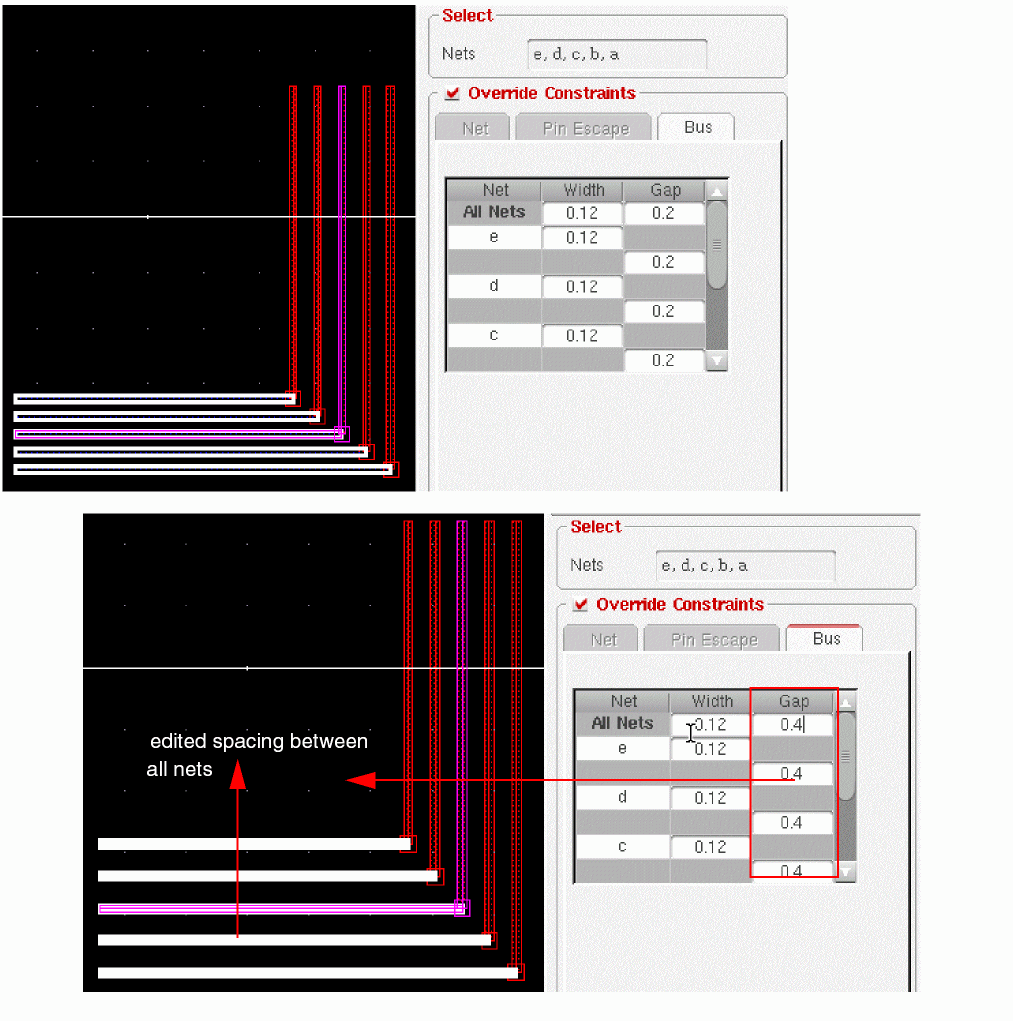 Select
Nets e, d, c, b, a
Override Constraints
Net Pin Escape Bus
Net Width Gap
All Nets 0.12 0.2
e 0.12
0.2
d 0.12
0.2
c 0.12
0.2
Select
Nets e, d, c, b, a
Override Constraints
Net Pin Escape Bus
Net Width Gap
All Nets 0.12 0.4
e 0.12
0.4
d 0.12
0.4
c 0.12
0.4
edited spacing between
all nets